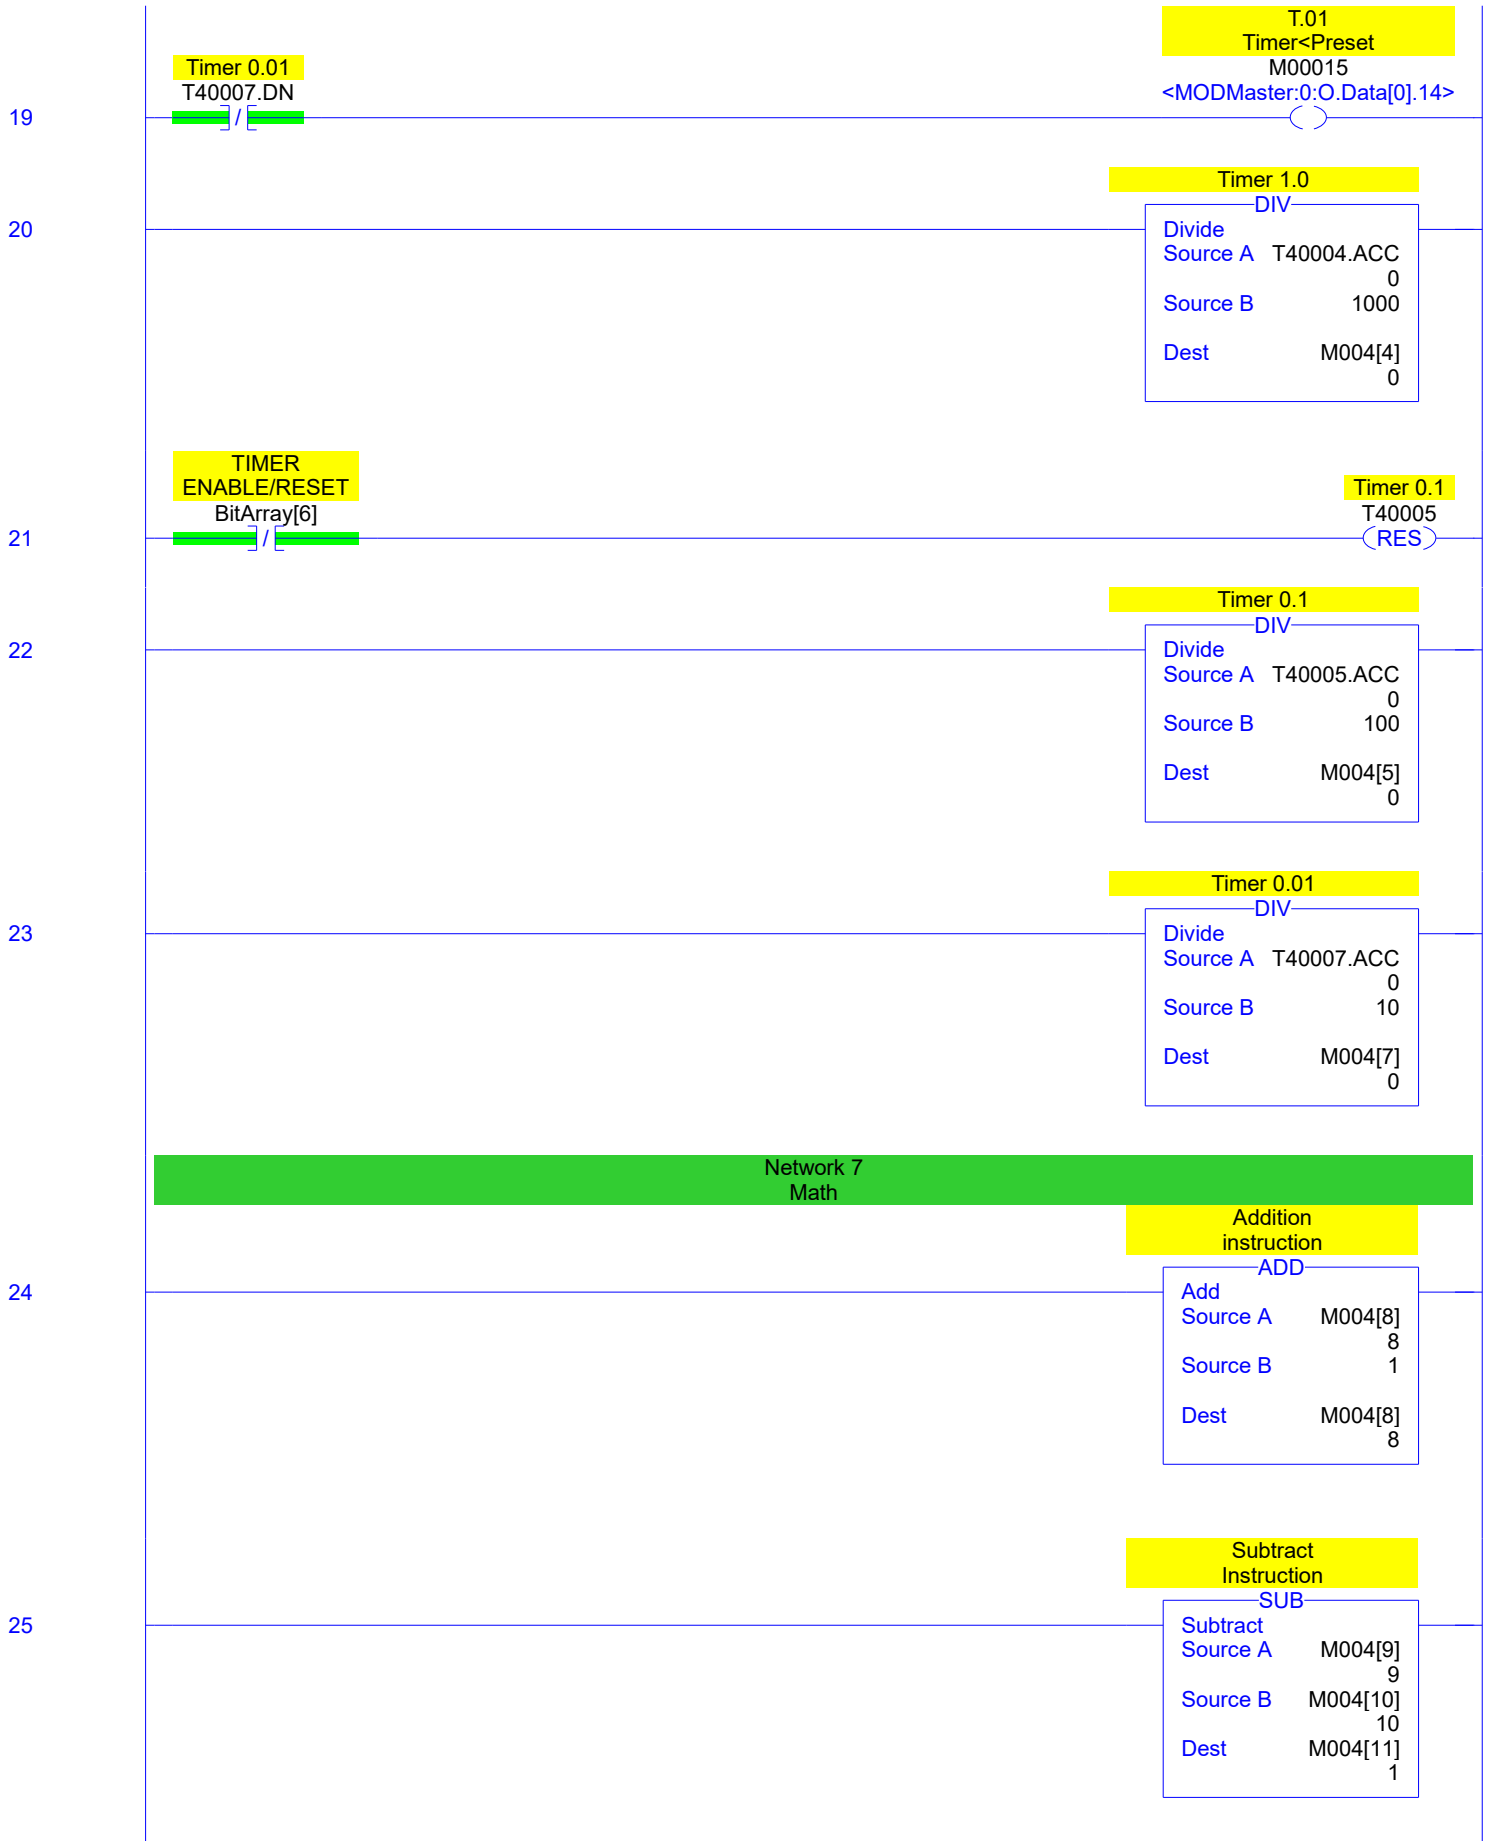 T.01
Timer<Preset
Timer 0.01
M00015
T40007.DN
<MODMaster:0:O.Data[0].14>
19
/
Timer 1.0
DIV
20
Divide
Source A T40004.ACC
0
Source B 1000
Dest M004[4]
0
TIMER
ENABLE/RESET
Timer 0.1
BitArray[6]
T40005
21
/
RES
Timer 0.1
DIV
22
Divide
Source A T40005.ACC
0
Source B 100
Dest M004[5]
0
Timer 0.01
DIV
23
Divide
Source A T40007.ACC
0
Source B 10
Dest M004[7]
0
Network 7
Math
Addition
instruction
ADD
24
Add
Source A M004[8]
8
Source B 1
Dest M004[8]
8
Subtract
Instruction
SUB
25
Subtract
Source A M004[9]
9
Source B M004[10]
10
Dest M004[11]
1